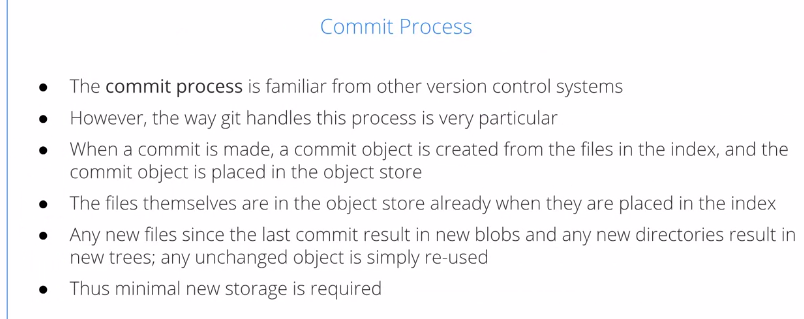 Commit Process
● The commit process is familiar from other version control systems
● However, the way git handles this process is very particular
● When a commit is made, a commit object is created from the files in the index, and the
commit object is placed in the object store
● The files themselves are in the object store already when they are placed in the index
● Any new files since the last commit result in new blobs and any new directories result in
new trees; any unchanged object is simply re-used
● Thus minimal new storage is required